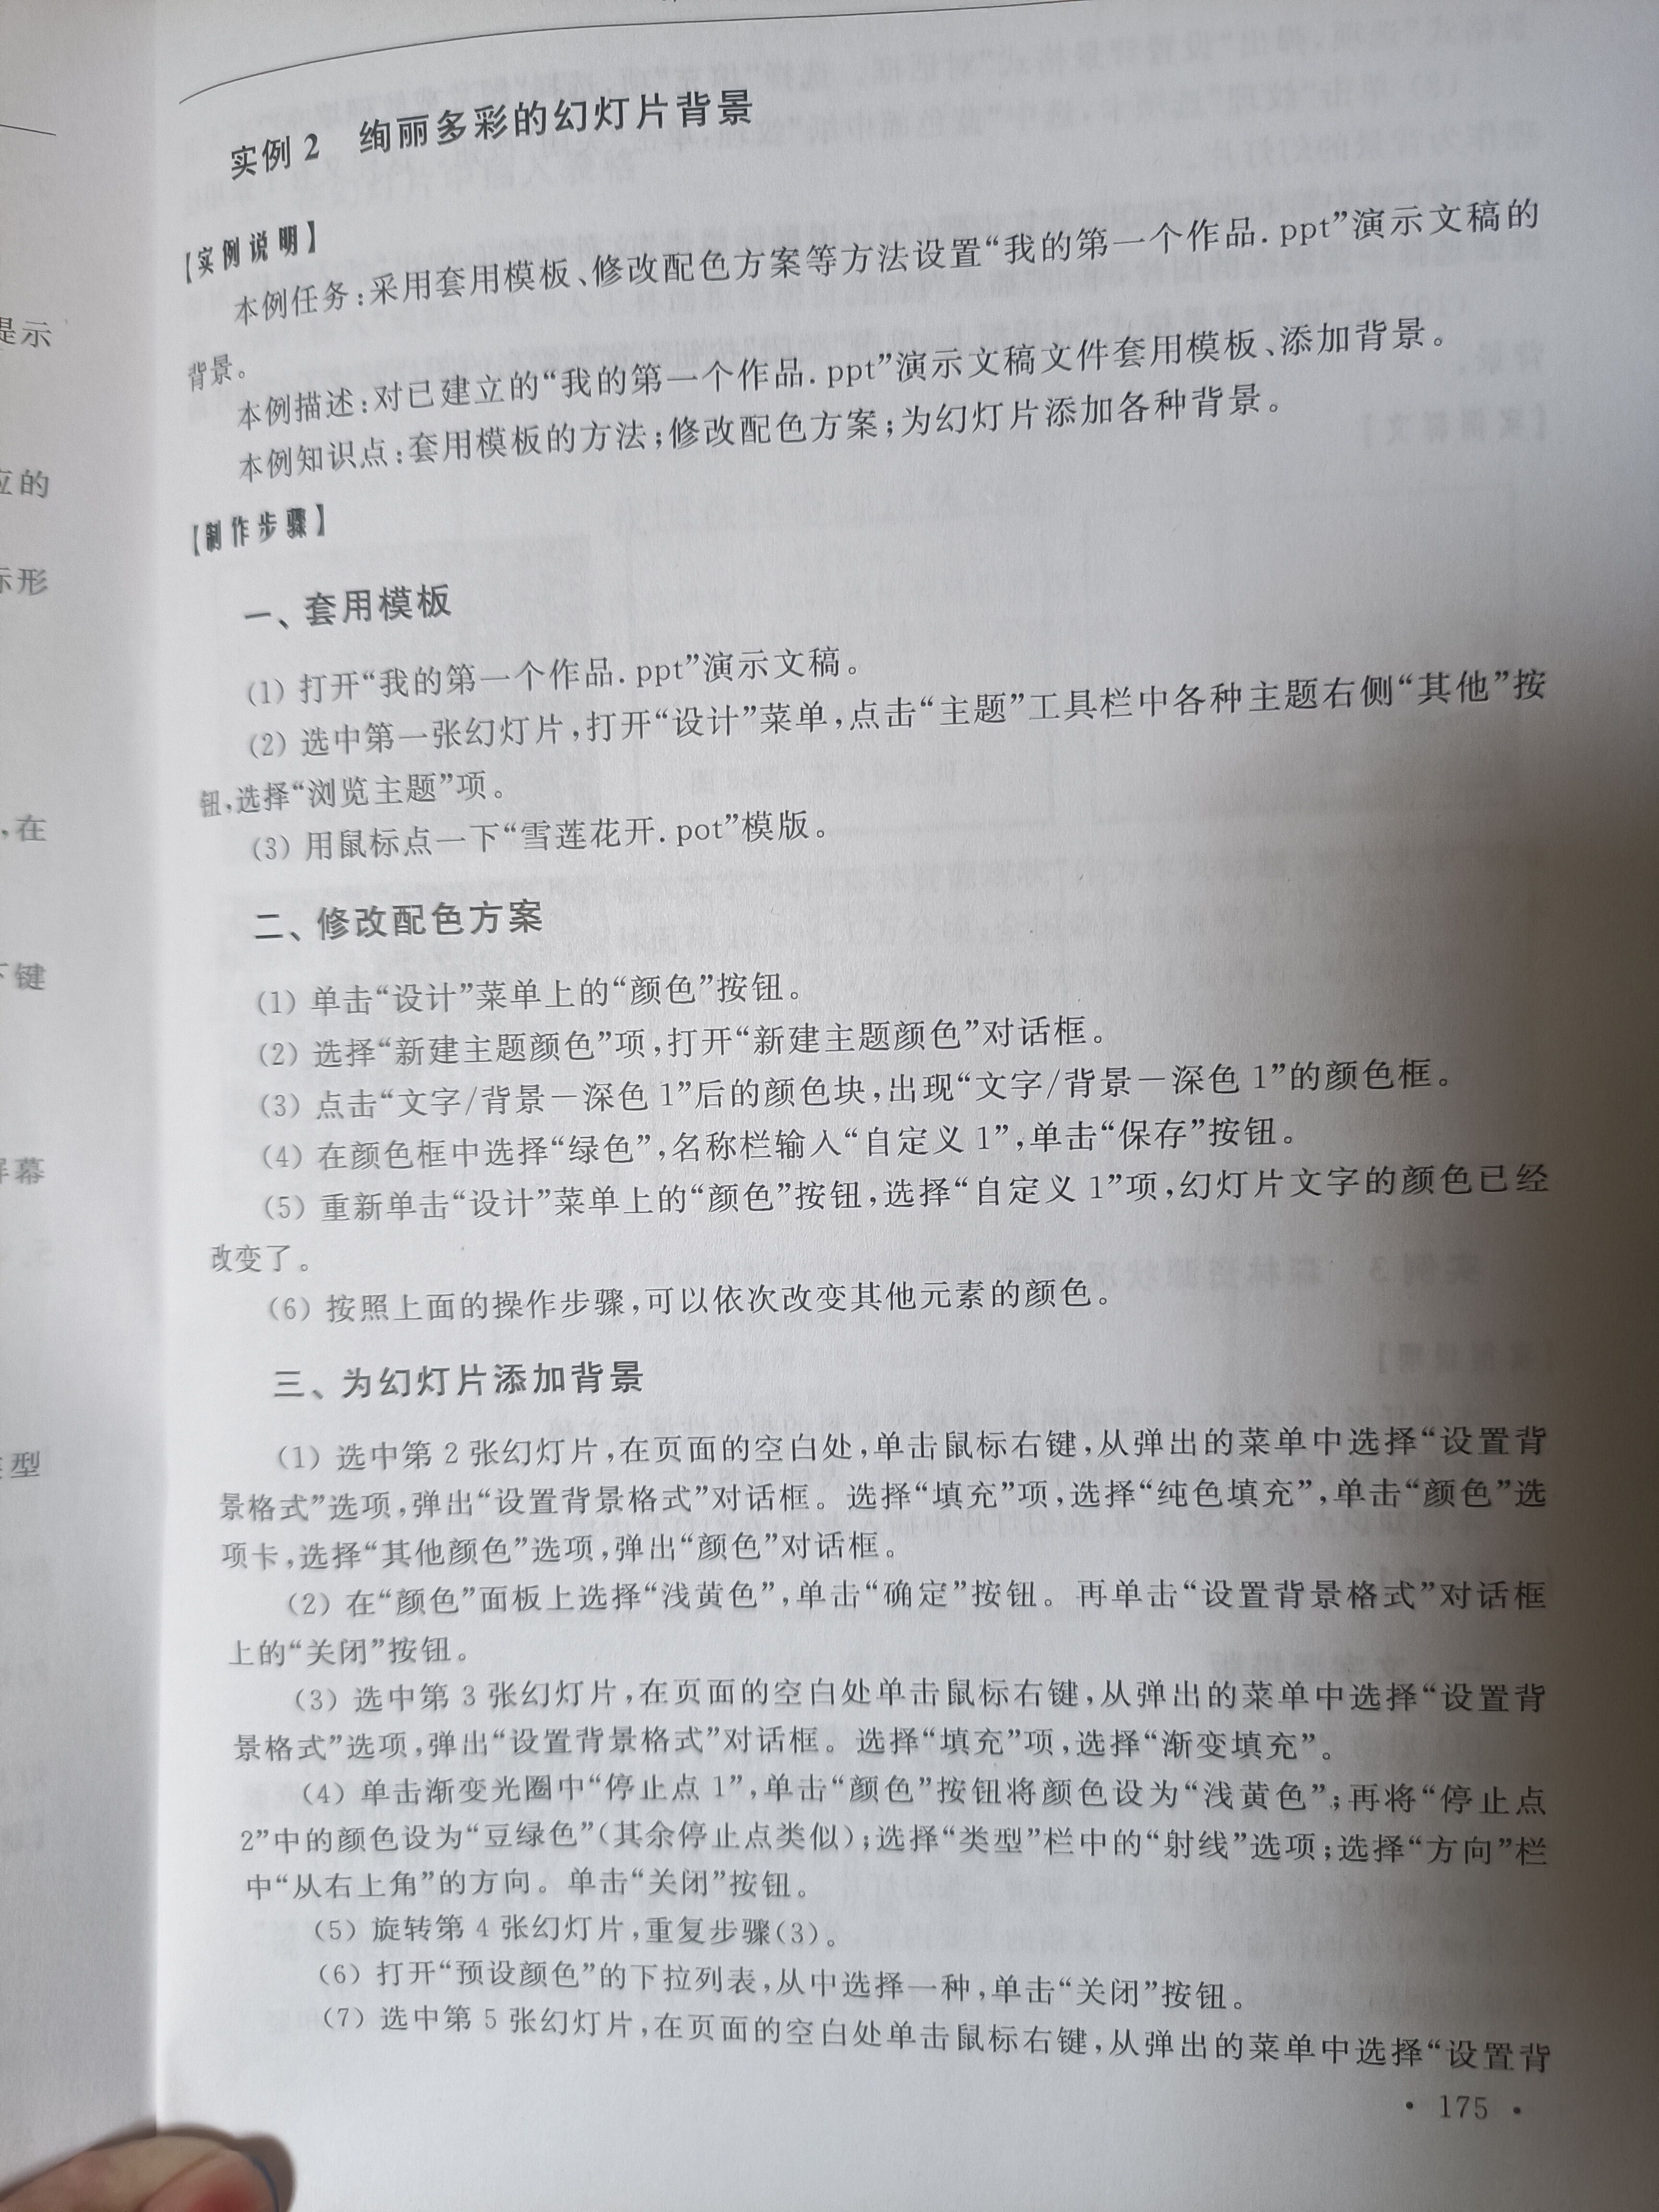 实例 2 绚丽多彩的幻灯片背景
【实例说明】
本例任务:采用套用模板、修改配色方案等方法设置“我的第一个作品. ppt”演示文稿的
背景。
本例描述:对已建立的“我的第一个作品. ppt”演示文稿文件套用模板、添加背景。
本例知识点:套用模板的方法;修改配色方案;为幻灯片添加各种背景。
【制作步骤】
一、套用模板
(1) 打开“我的第一个作品. ppt”演示文稿。
(2) 选中第一张幻灯片,打开“设计”菜单,点击“主题”工具栏中各种主题右侧“其他”按
钮,选择“浏览主题”项。
(3) 用鼠标点一下“雪莲花开. pot”模版。
二、修改配色方案
(1) 单击“设计”菜单上的“颜色”按钮。
(2) 选择“新建主题颜色”项,打开“新建主题颜色”对话框。
(3) 点击“文字/背景－深色 1”后的颜色块,出现“文字/背景－深色 1”的颜色框。
(4) 在颜色框中选择“绿色”,名称栏输入“自定义 1”,单击“保存”按钮。
(5) 重新单击“设计”菜单上的“颜色”按钮,选择“自定义 1”项,幻灯片文字的颜色已经
改变了。
(6) 按照上面的操作步骤,可以依次改变其他元素的颜色。
三、为幻灯片添加背景
(1) 选中第 2 张幻灯片,在页面的空白处,单击鼠标右键,从弹出的菜单中选择“设置背
景格式”选项,弹出“设置背景格式”对话框。选择“填充”项,选择“纯色填充”,单击“颜色”选
项卡,选择“其他颜色”选项,弹出“颜色”对话框。
(2) 在“颜色”面板上选择“浅黄色”,单击“确定”按钮。再单击“设置背景格式”对话框
上的“关闭”按钮。
(3) 选中第 3 张幻灯片,在页面的空白处单击鼠标右键,从弹出的菜单中选择“设置背
景格式”选项,弹出“设置背景格式”对话框。选择“填充”项,选择“渐变填充”。
(4) 单击渐变光圈中“停止点 1”,单击“颜色”按钮将颜色设为“浅黄色”;再将“停止点
2”中的颜色设为“豆绿色”(其余停止点类似);选择“类型”栏中的“射线”选项;选择“方向”栏
中“从右上角”的方向。单击“关闭”按钮。
(5) 旋转第 4 张幻灯片,重复步骤(3)。
(6) 打开“预设颜色”的下拉列表,从中选择一种,单击“关闭”按钮。
(7) 选中第 5 张幻灯片,在页面的空白处单击鼠标右键,从弹出的菜单中选择“设置背
• 175 •